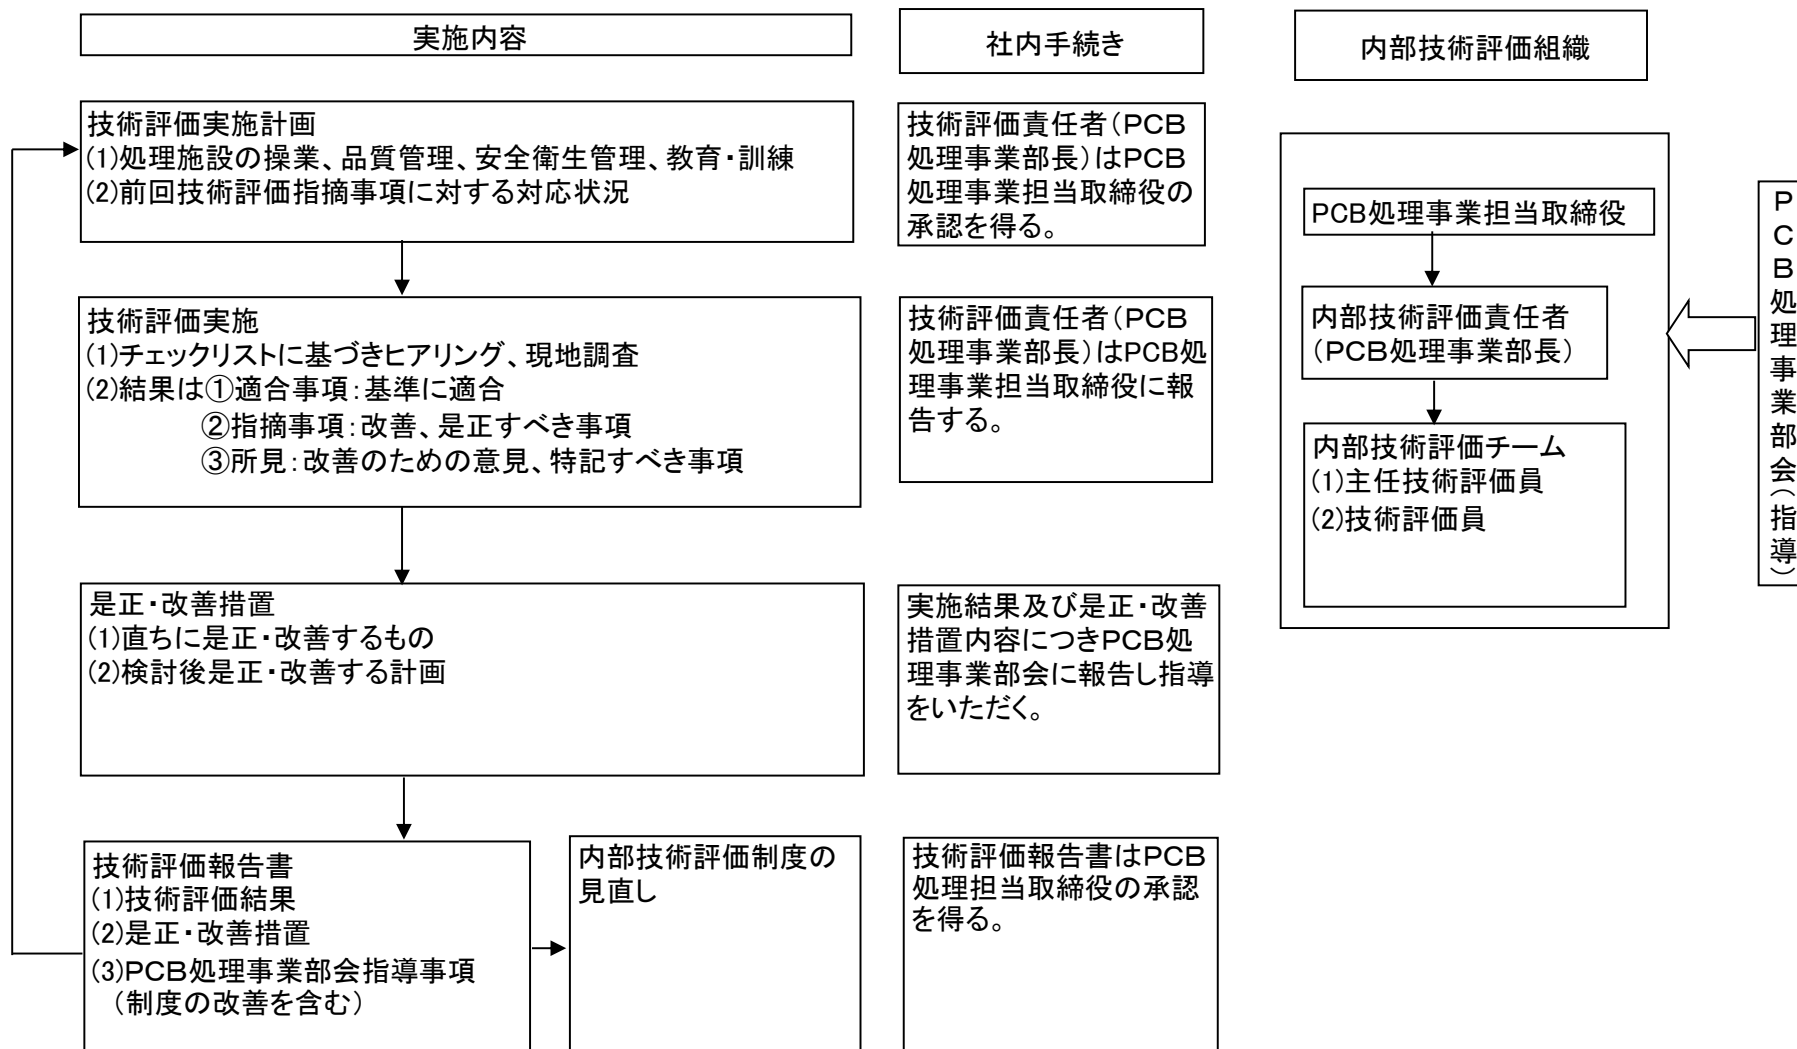 実施内容
社内手続き
内部技術評価組織
技術評価実施計画
(1)処理施設の操業、品質管理、安全衛生管理、教育・訓練
(2)前回技術評価指摘事項に対する対応状況
技術評価責任者(PCB
処理事業部長)はPCB
処理事業担当取締役の
承認を得る。
技術評価実施
(1)チェックリストに基づきヒアリング、現地調査
(2)結果は①適合事項:基準に適合
②指摘事項:改善、是正すべき事項
③所見:改善のための意見、特記すべき事項
技術評価責任者(PCB
処理事業部長)はPCB処
理事業担当取締役に報
告する。
是正・改善措置
(1)直ちに是正・改善するもの
(2)検討後是正・改善する計画
実施結果及び是正・改善
措置内容につきPCB処
理事業部会に報告し指導
をいただく。
技術評価報告書
(1)技術評価結果
(2)是正・改善措置
(3)PCB処理事業部会指導事項
(制度の改善を含む)
内部技術評価制度の
見直し
技術評価報告書はPCB
処理担当取締役の承認
を得る。
PCB処理事業担当取締役
内部技術評価責任者
(PCB処理事業部長)
内部技術評価チーム
(1)主任技術評価員
(2)技術評価員
PCB処理事業部会(指導)